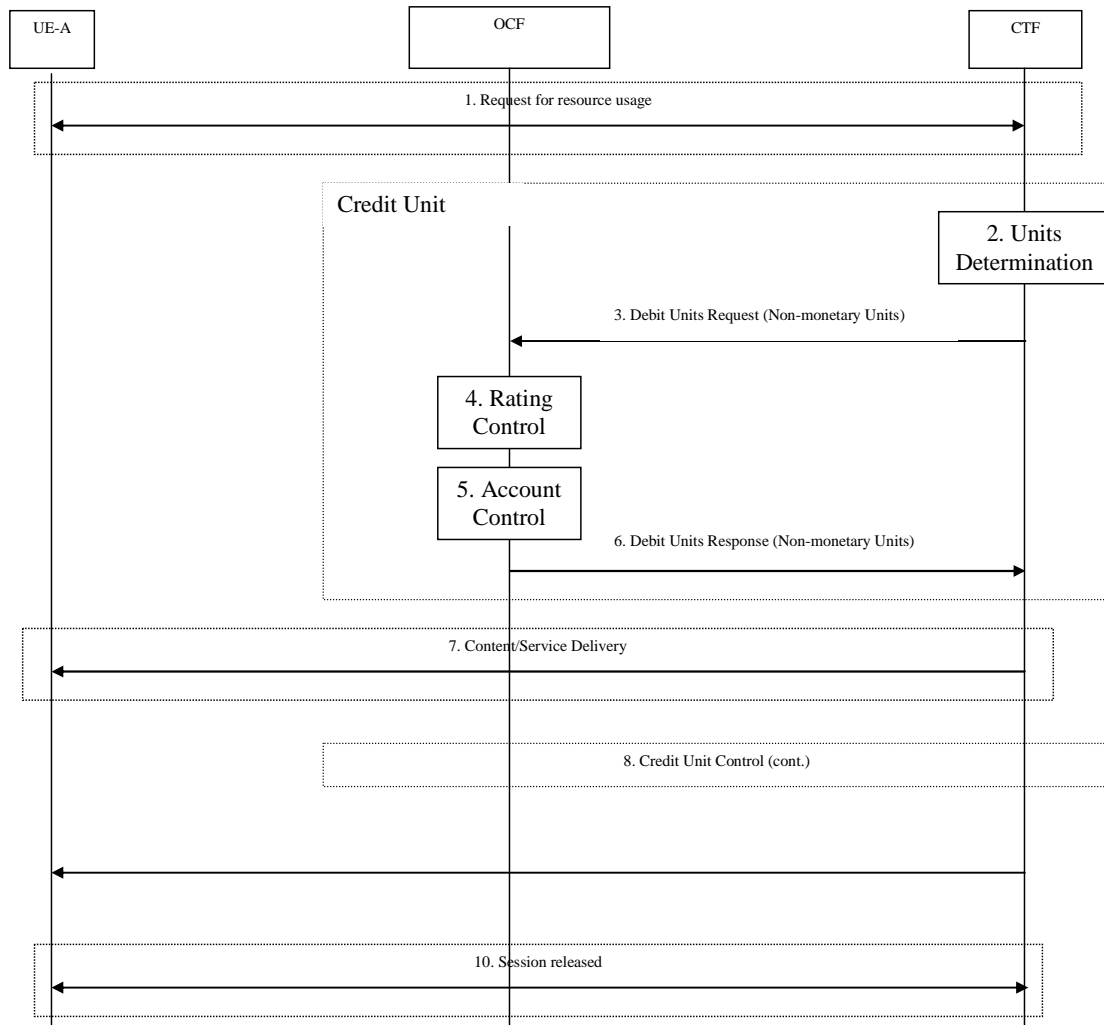 UE-A
OCF
CTF
1. Request for resource usage
Credit Unit
2. Units
Determination
3. Debit Units Request (Non-monetary Units)
4. Rating
Control
5. Account
Control
6. Debit Units Response (Non-monetary Units)
7. Content/Service Delivery
8. Credit Unit Control (cont.)
10. Session released